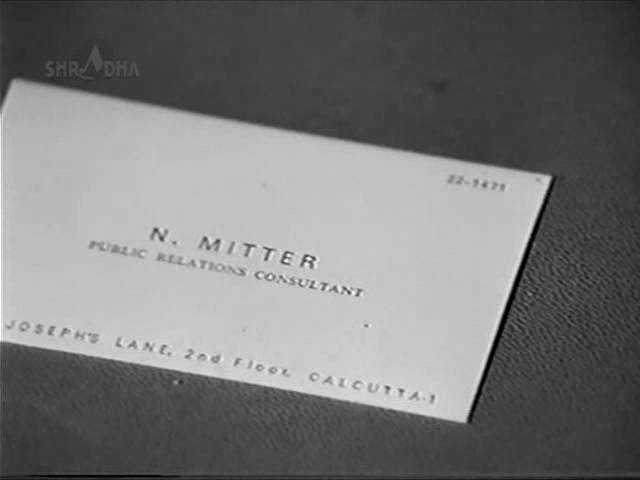 SHRADHA
22-1471
N. MITTER
PUBLIC RELATIONS CONSULTANT
JOSEPH'S LANE, 2nd Floor, CALCUTTA-1